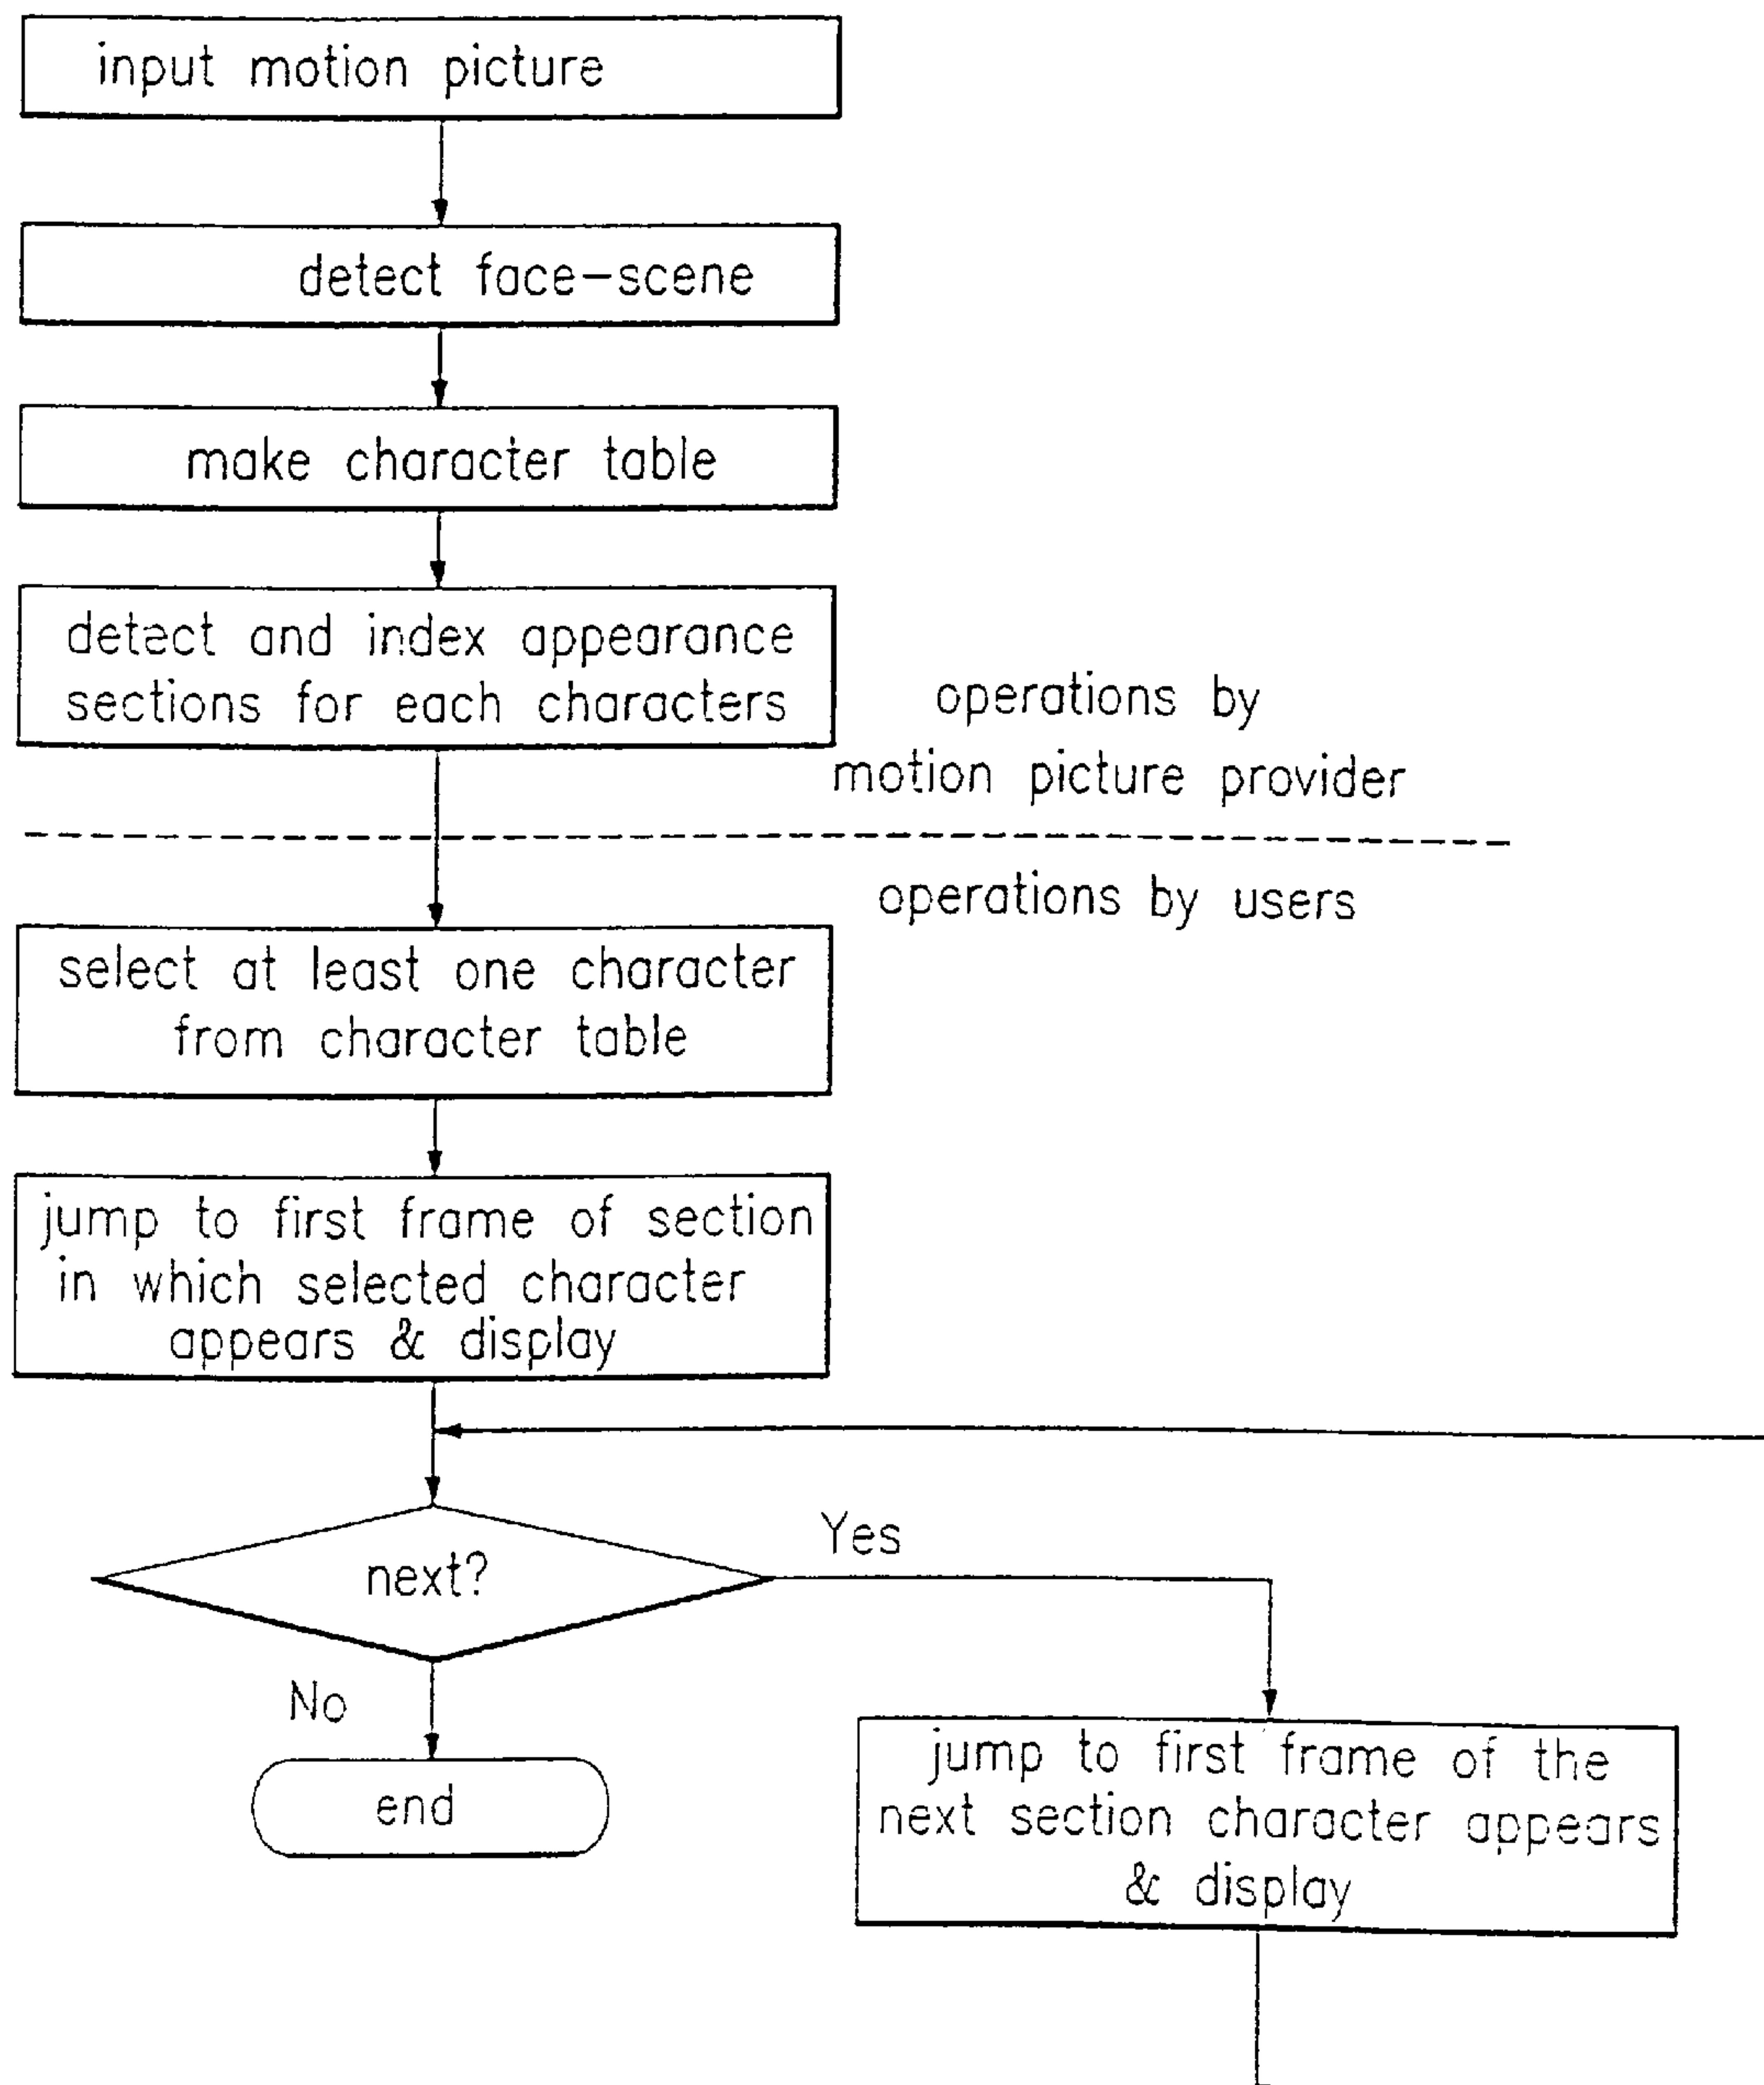 input motion picture
detect face-scene
make character table
detect and index appearance
sections for each characters
operations by
motion picture provider
operations by users
select at least one character
from character table
jump to first frame of section
in which selected character
appears & display
next?
Yes
No
end
jump to first frame of the
next section character appears
& display